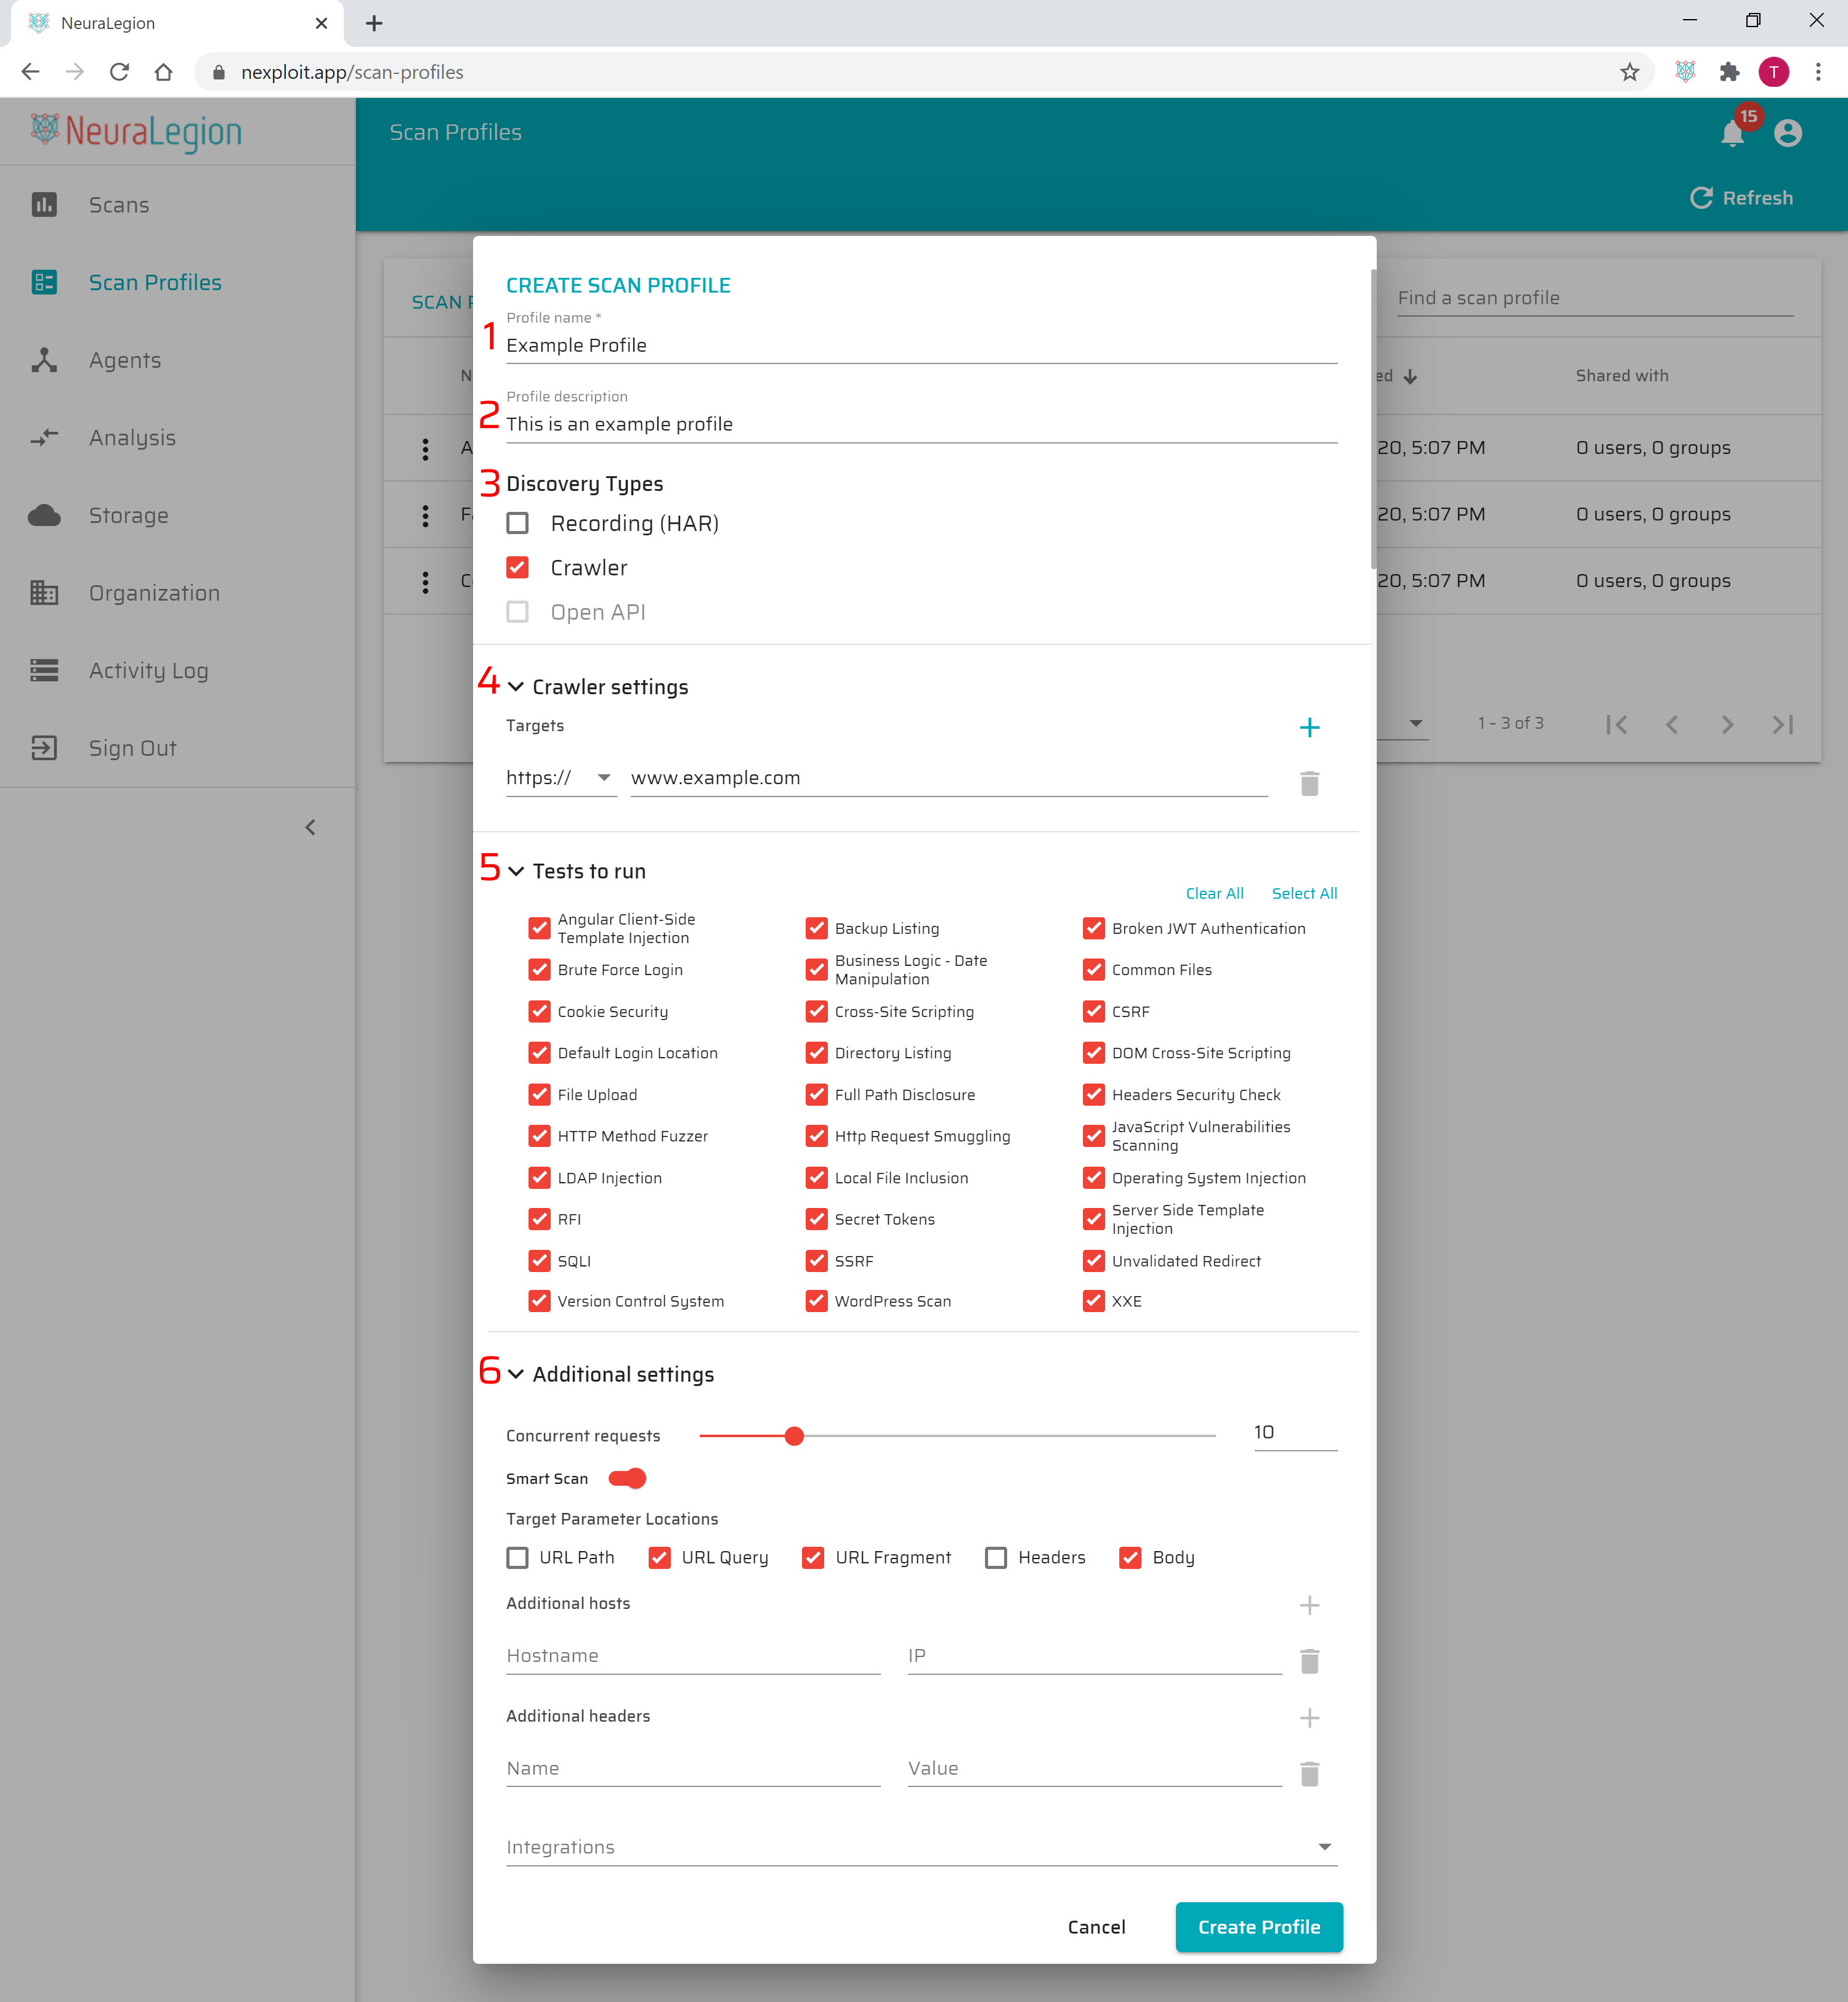 NeuraLegion
nexploit.app/scan-profiles
T
NeuraLegion
Scan Profiles
15
Refresh
Scans
Scan Profiles
Agents
Analysis
Storage
Organization
Activity Log
Sign Out
SCAN
Find a scan profile
ed
Shared with
20, 5:07 PM
0 users, 0 groups
20, 5:07 PM
0 users, 0 groups
20, 5:07 PM
0 users, 0 groups
1 – 3 of 3
CREATE SCAN PROFILE
1
Profile name *
Example Profile
2
Profile description
This is an example profile
3 Discovery Types
Recording (HAR)
Crawler
Open API
4 Crawler settings
Targets
https:// www.example.com
5 Tests to run
Clear All Select All
Angular Client-Side
Template Injection
Backup Listing
Broken JWT Authentication
Brute Force Login
Business Logic - Date
Manipulation
Common Files
Cookie Security
Cross-Site Scripting
CSRF
Default Login Location
Directory Listing
DOM Cross-Site Scripting
File Upload
Full Path Disclosure
Headers Security Check
HTTP Method Fuzzer
Http Request Smuggling
JavaScript Vulnerabilities
Scanning
LDAP Injection
Local File Inclusion
Operating System Injection
RFI
Secret Tokens
Server Side Template
Injection
SQLI
SSRF
Unvalidated Redirect
Version Control System
WordPress Scan
XXE
6 Additional settings
Concurrent requests 10
Smart Scan
Target Parameter Locations
URL Path URL Query URL Fragment Headers Body
Additional hosts
Hostname IP
Additional headers
Name Value
Integrations
Cancel Create Profile